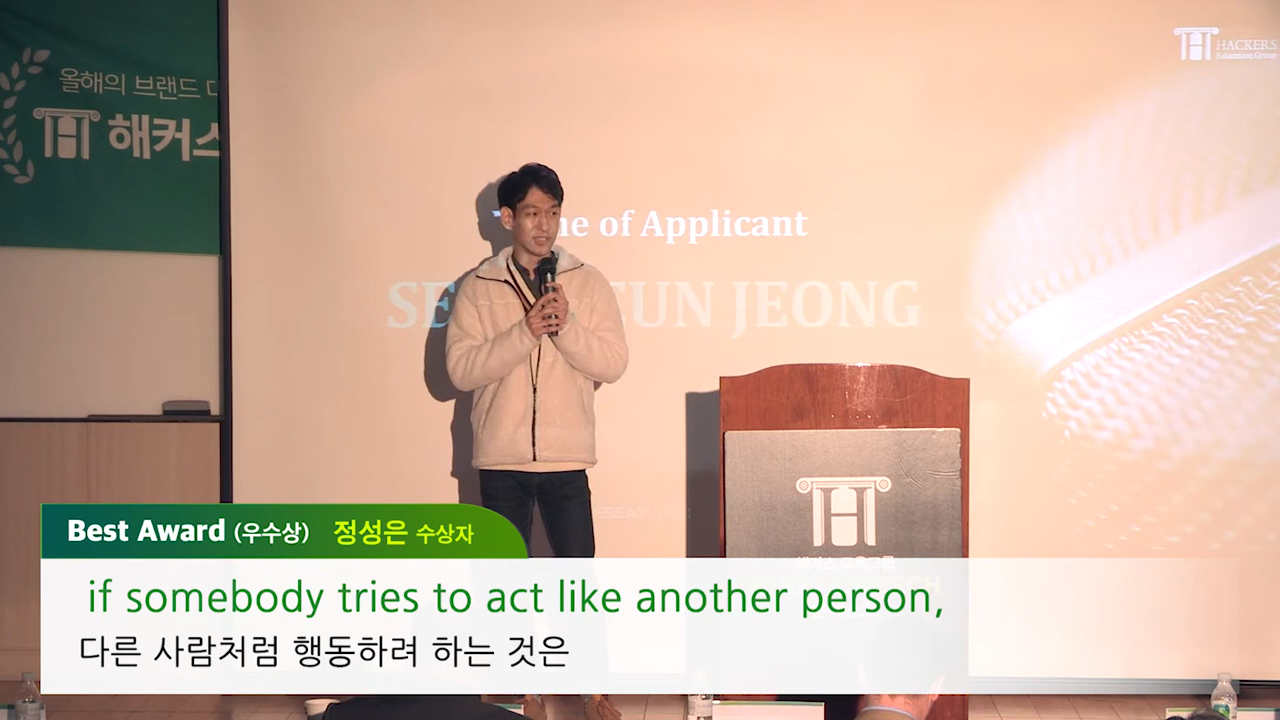 올해의 브랜드
해커스
HACKERS
Education Group
of Applicant
JEONG
Best Award (우수상) 정성은 수상자
if somebody tries to act like another person,
다른 사람처럼 행동하려 하는 것은